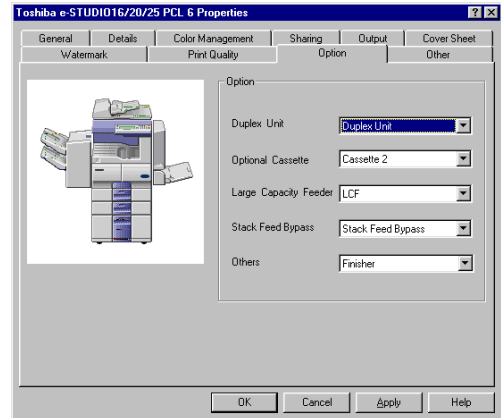 Toshiba e-STUDIO16/20/25 PCL 6 Properties
General Details Color Management Sharing Output Cover Sheet
Watermark Print Quality Option Other
Option
Duplex Unit Duplex Unit
Optional Cassette Cassette 2
Large Capacity Feeder LCF
Stack Feed Bypass Stack Feed Bypass
Others Finisher
OK Cancel Apply Help